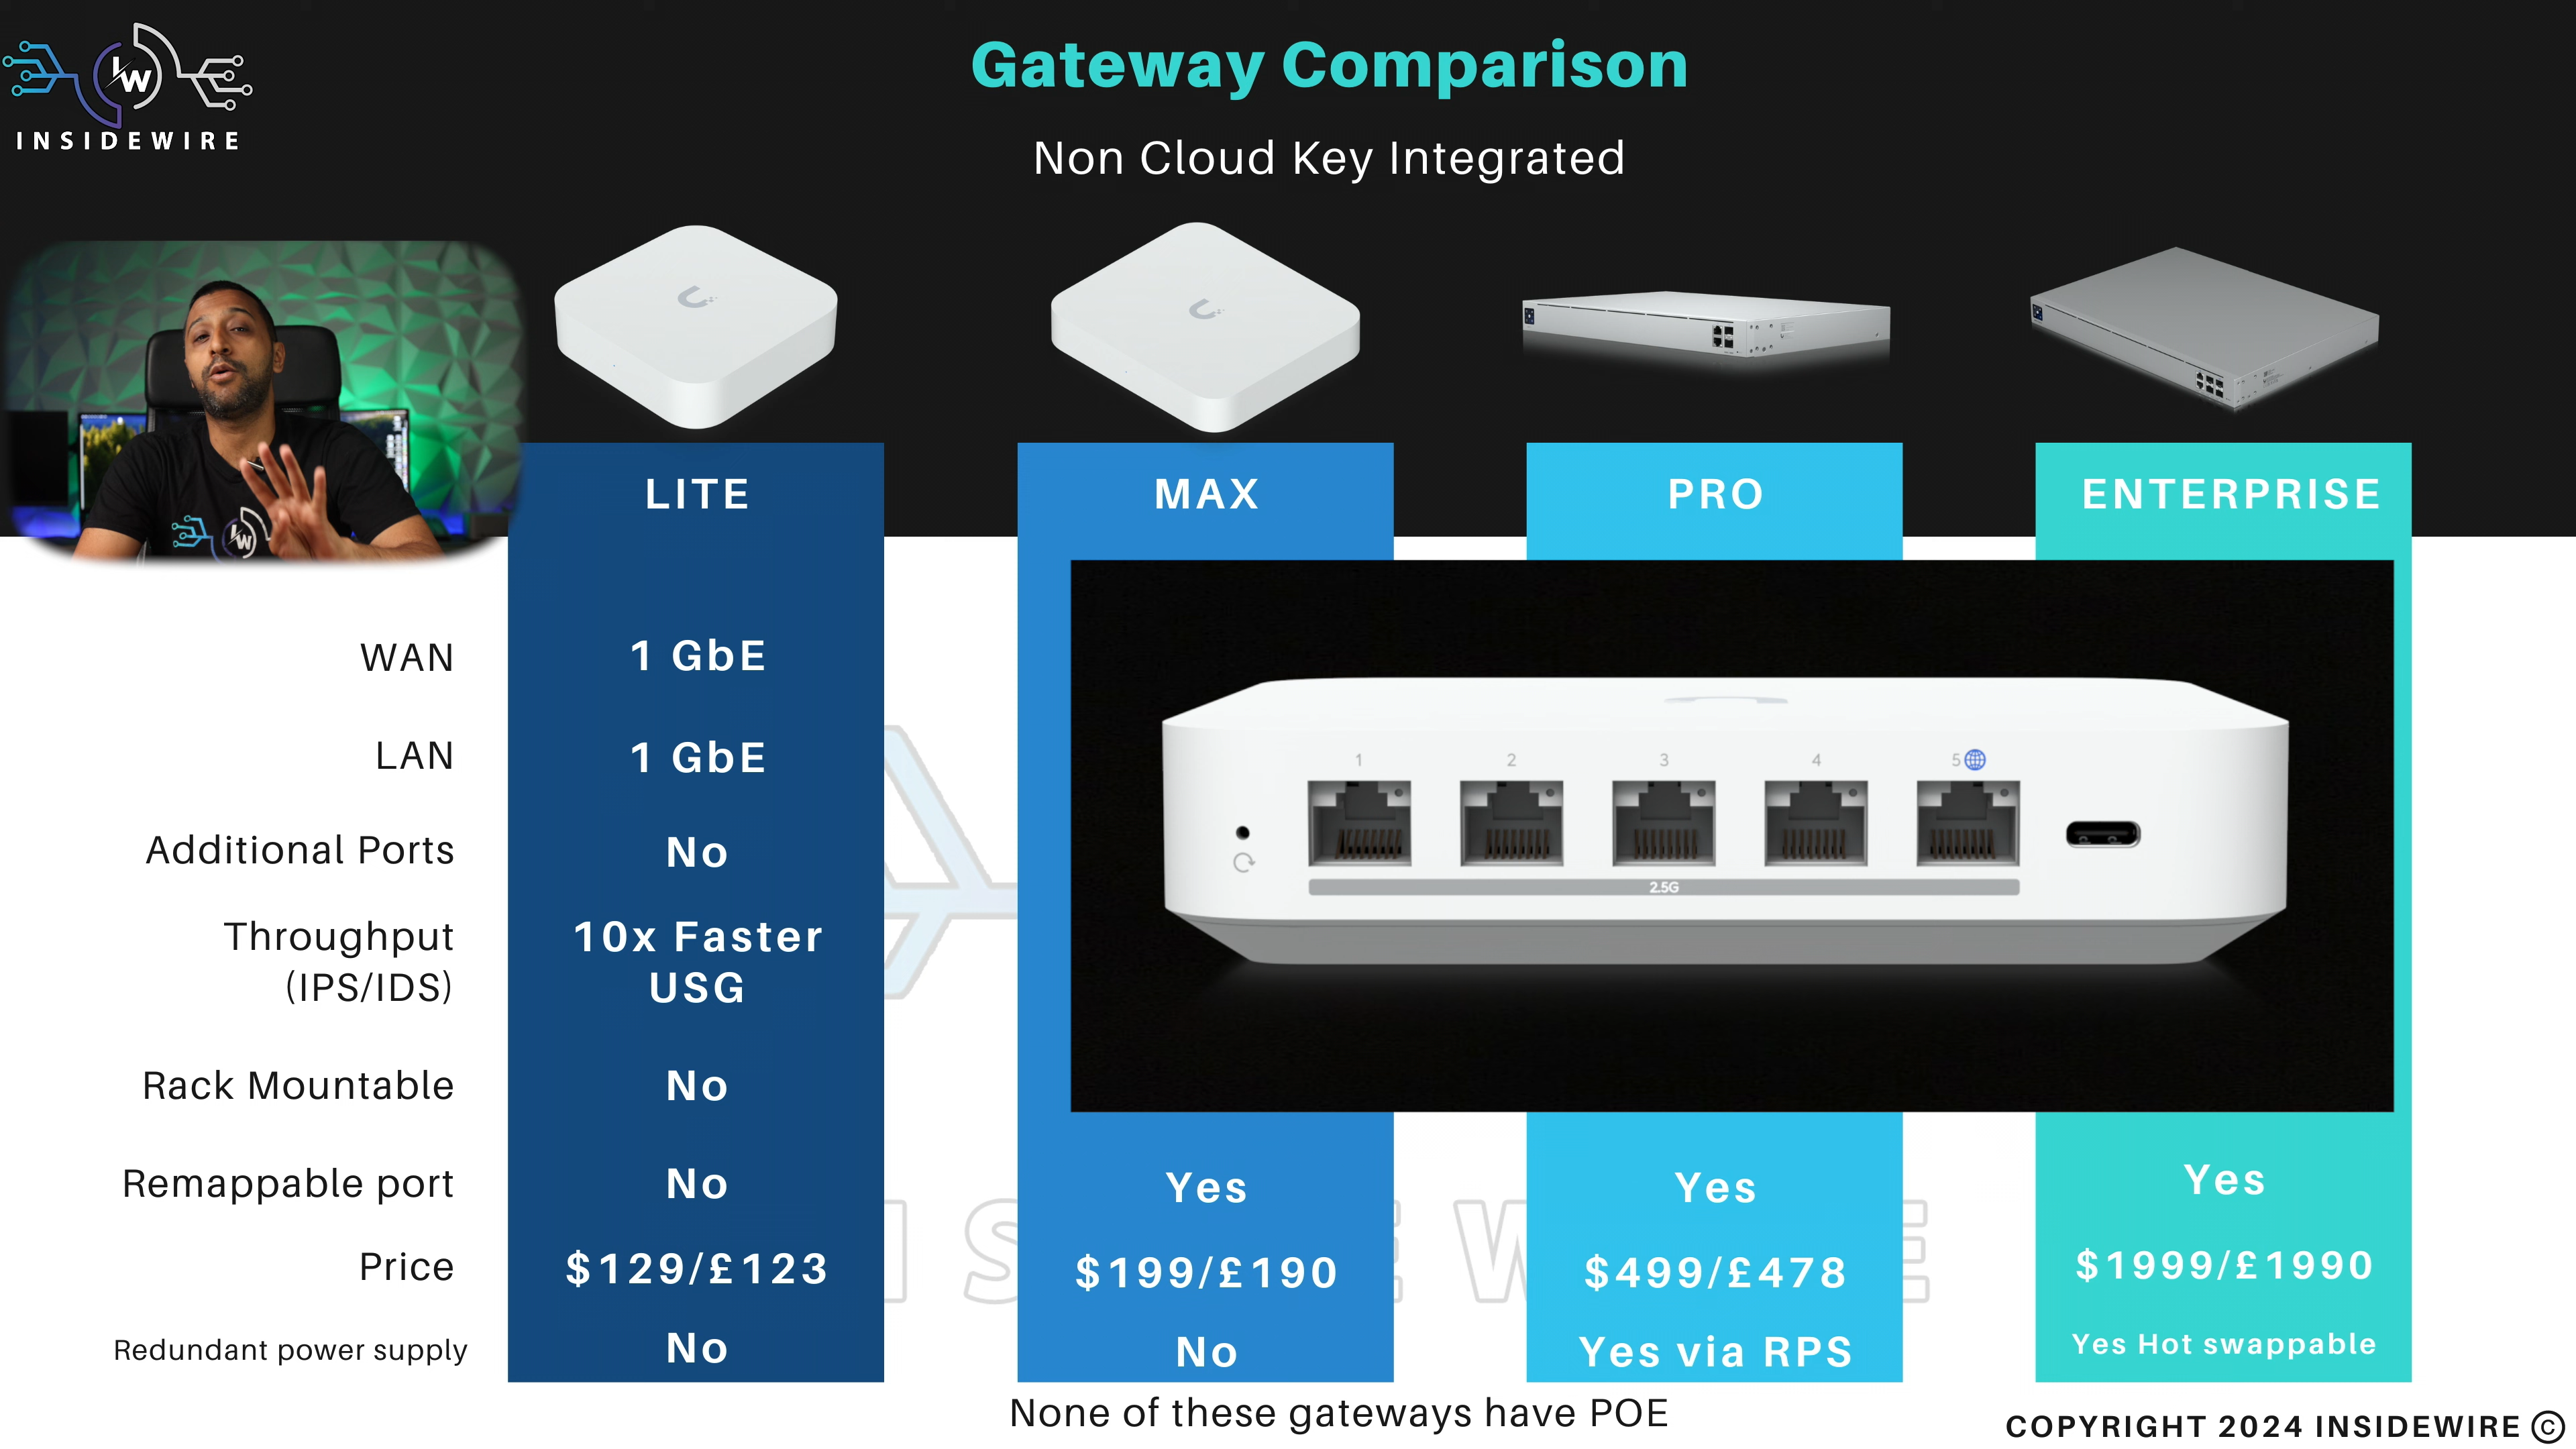 INSIDEWIRE
Gateway Comparison
Non Cloud Key Integrated
LITE
MAX
PRO
ENTERPRISE
WAN
1 GbE
LAN
1 GbE
Additional Ports
No
Throughput
(IPS/IDS)
10x Faster
USG
Rack Mountable
No
1
2
3
4
5
2.5G
Remappable port
No
Yes
Yes
Yes
Price
$129/£123
$199/£190
$499/£478
$1999/£1990
Redundant power supply
No
No
Yes via RPS
Yes Hot swappable
None of these gateways have POE
COPYRIGHT 2024 INSIDEWIRE ©